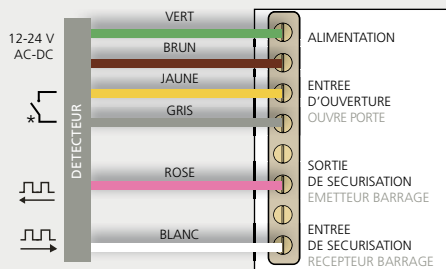 VERT
12-24 V
AC-DC
ALIMENTATION
BRUN
JAUNE
ENTREE
D'OUVERTURE
OUVRE PORTE
*
GRIS
DETECTEUR
ROSE
SORTIE
DE SECURISATION
EMETTEUR BARRAGE
BLANC
ENTREE
DE SECURISATION
RECEPTEUR BARRAGE